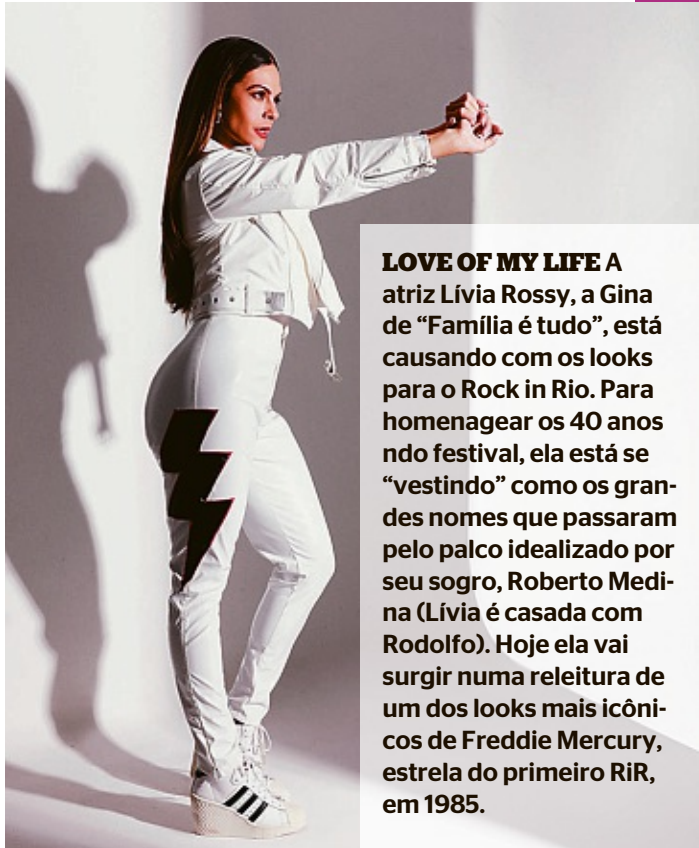 LOVE OF MY LIFE A
atriz Lívia Rossy, a Gina
de “Família é tudo”, está
causando com os looks
para o Rock in Rio. Para
homenagear os 40 anos
ndo festival, ela está se
“vestindo” como os gran-
des nomes que passaram
pelo palco idealizado por
seu sogro, Roberto Medi-
na (Lívia é casada com
Rodolfo). Hoje ela vai
surgir numa releitura de
um dos looks mais icôni-
cos de Freddie Mercury,
estrela do primeiro RiR,
em 1985.